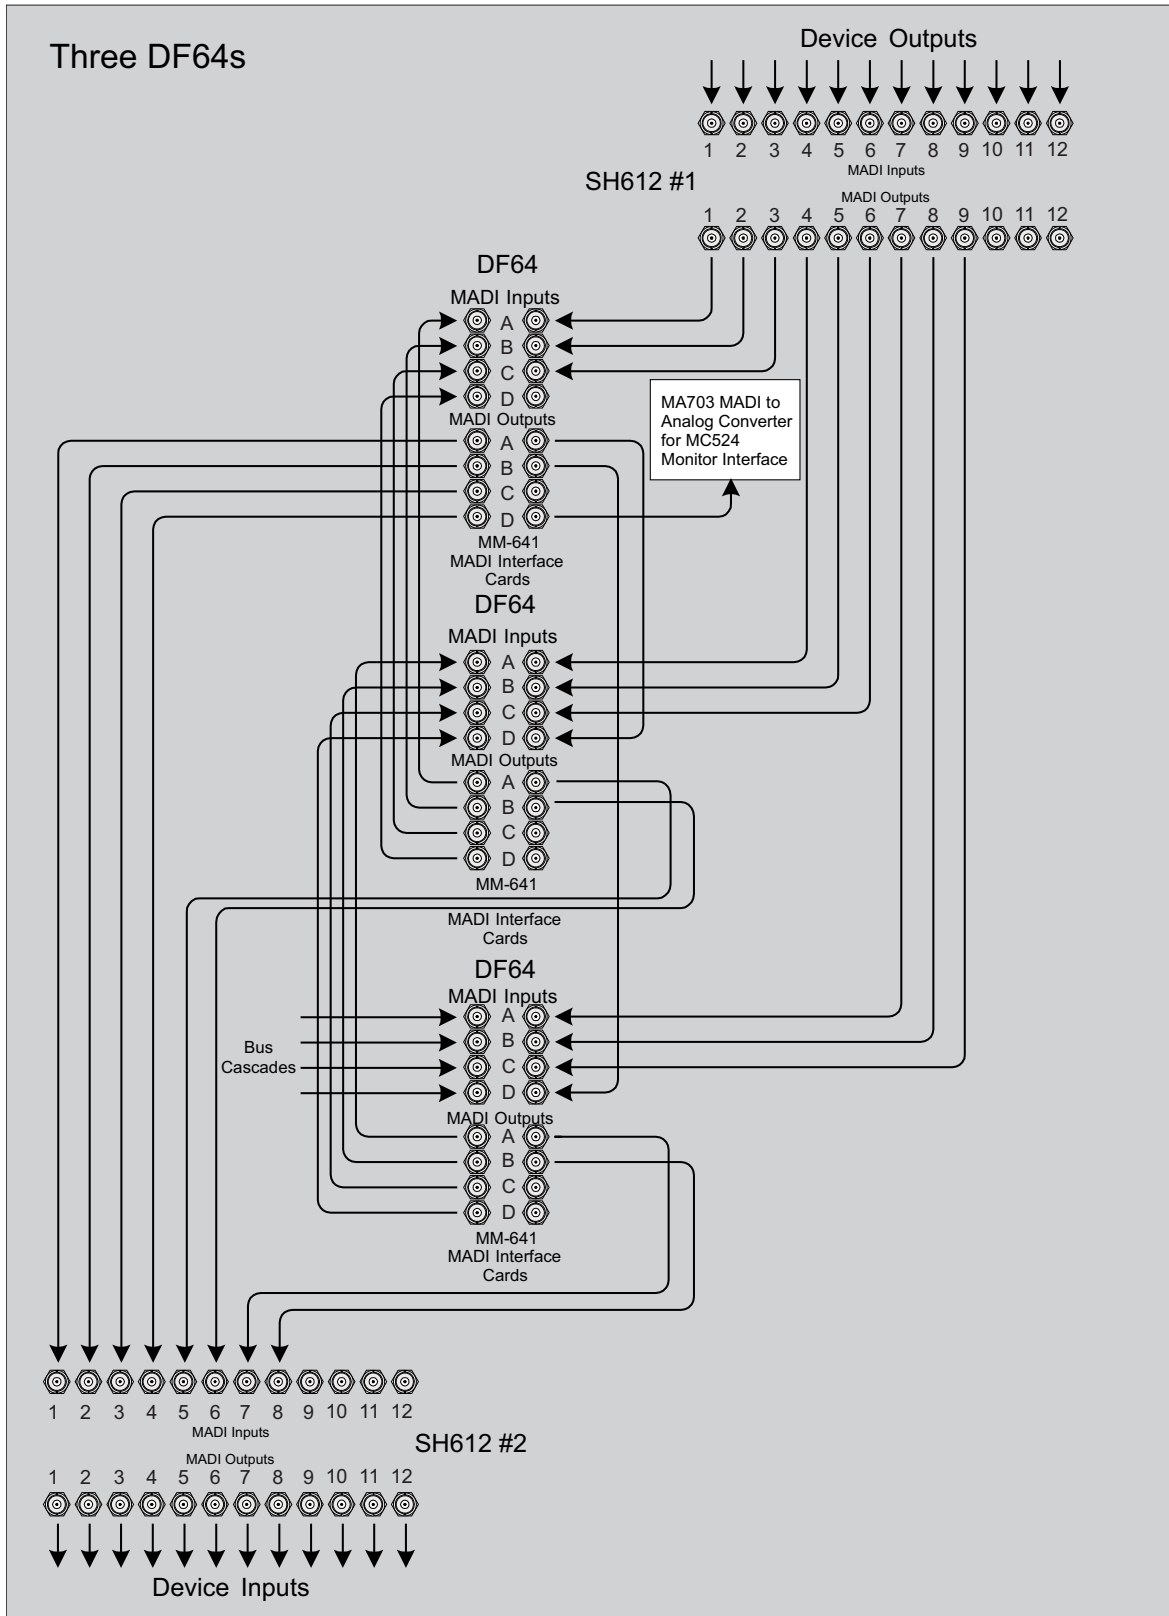 Three DF64s
Device Outputs
1 2 3 4 5 6 7 8 9 10 11 12
MADI Inputs
SH612 #1
MADI Outputs
1 2 3 4 5 6 7 8 9 10 11 12
DF64
MADI Inputs
A
B
C
D
MADI Outputs
A
B
C
D
MM-641
MADI Interface
Cards
MA703 MADI to
Analog Converter
for MC524
Monitor Interface
DF64
MADI Inputs
A
B
C
D
MADI Outputs
A
B
C
D
MM-641
MADI Interface
Cards
DF64
MADI Inputs
A
B
C
D
Bus
Cascades
MADI Outputs
A
B
C
D
MM-641
MADI Interface
Cards
1 2 3 4 5 6 7 8 9 10 11 12
MADI Inputs
SH612 #2
MADI Outputs
1 2 3 4 5 6 7 8 9 10 11 12
Device Inputs